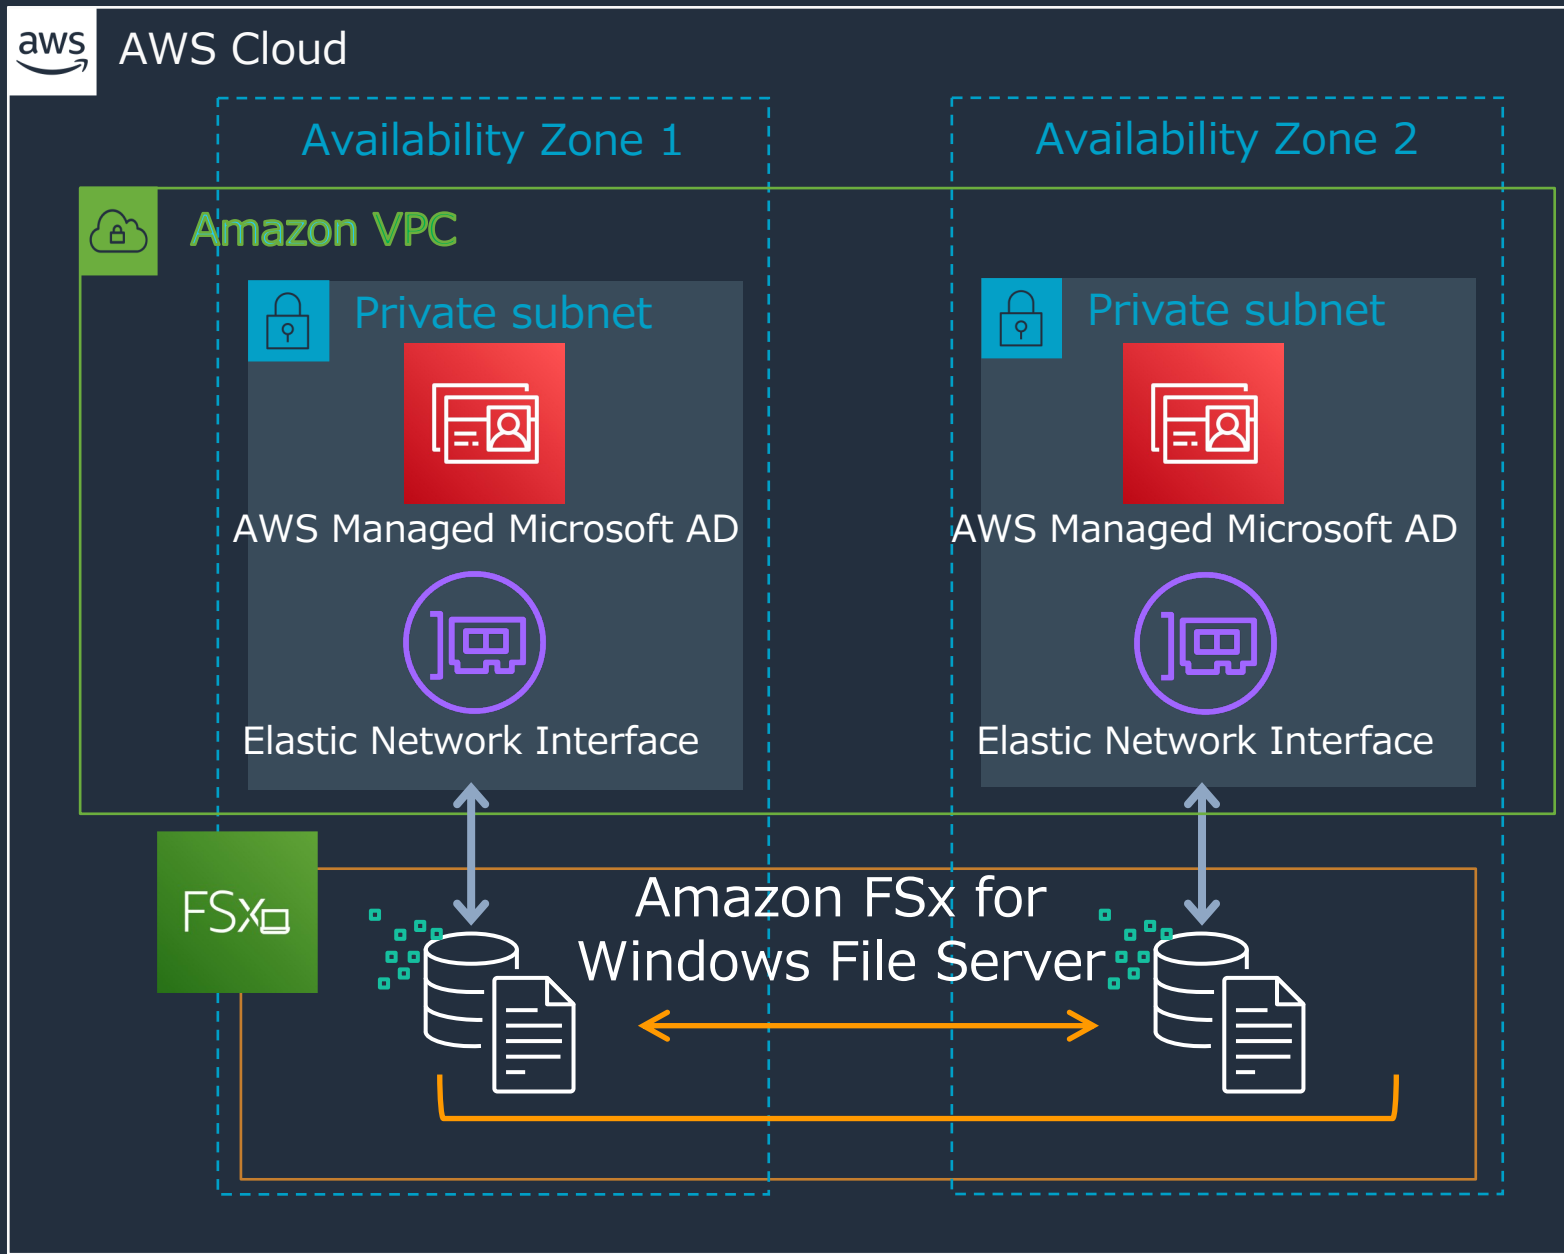 aws
AWS Cloud
Availability Zone 1
Availability Zone 2
Amazon VPC
Private subnet
Private subnet
AWS Managed Microsoft AD
AWS Managed Microsoft AD
Elastic Network Interface
Elastic Network Interface
FSx
Amazon FSx for
Windows File Server